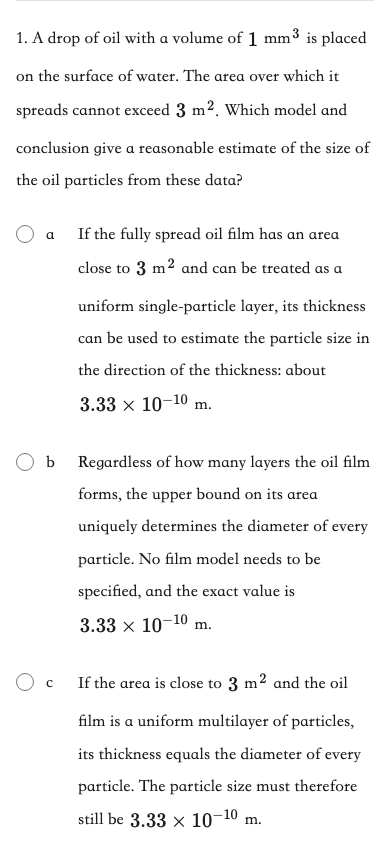 1. A drop of oil with a volume of 1 mm³ is placed
on the surface of water. The area over which it
spreads cannot exceed 3 m². Which model and
conclusion give a reasonable estimate of the size of
the oil particles from these data?
a If the fully spread oil film has an area
close to 3 m² and can be treated as a
uniform single-particle layer, its thickness
can be used to estimate the particle size in
the direction of the thickness: about
3.33 × 10⁻¹⁰ m.
b Regardless of how many layers the oil film
forms, the upper bound on its area
uniquely determines the diameter of every
particle. No film model needs to be
specified, and the exact value is
3.33 × 10⁻¹⁰ m.
c If the area is close to 3 m² and the oil
film is a uniform multilayer of particles,
its thickness equals the diameter of every
particle. The particle size must therefore
still be 3.33 × 10⁻¹⁰ m.